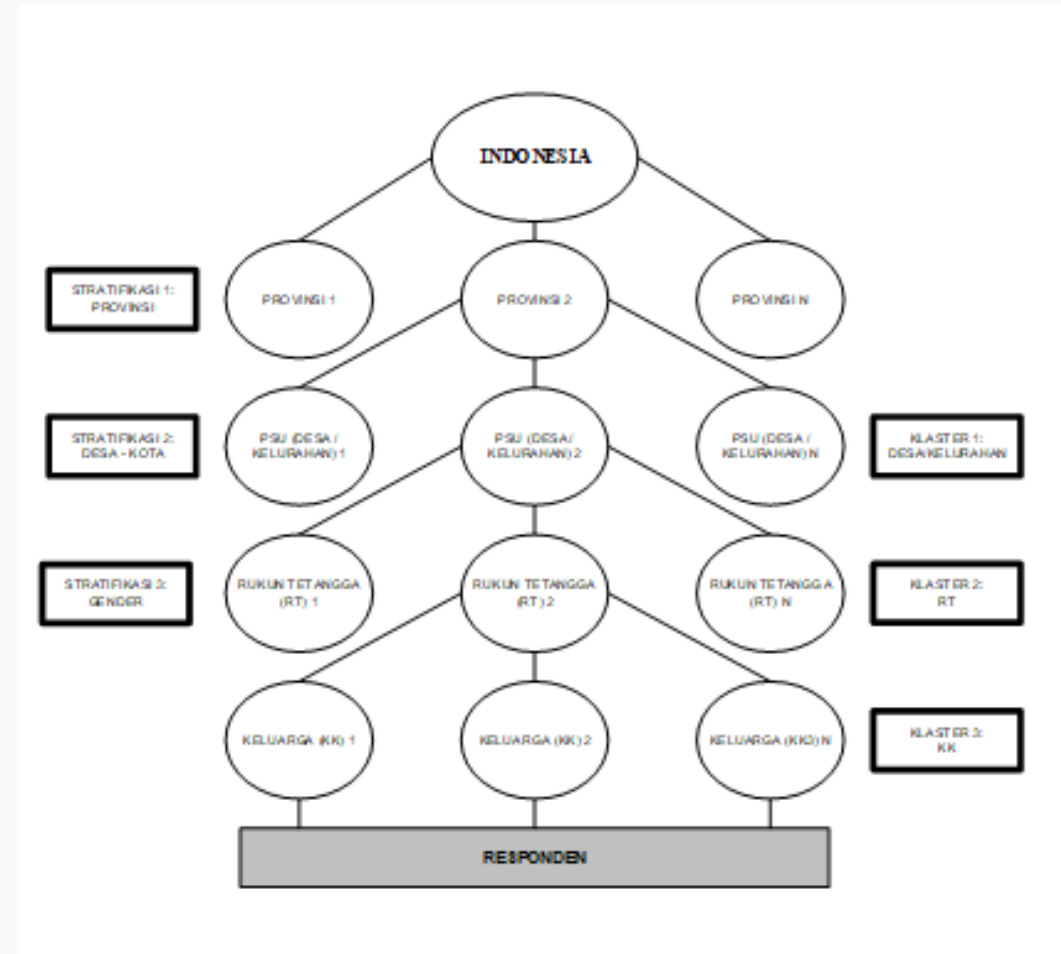 INDONESIA
STRATIFIKASI 1:
PROVINSI
PROVINSI 1
PROVINSI 2
PROVINSI N
STRATIFIKASI 2:
DESA - KOTA
PSU (DESA /
KELURAHAN) 1
PSU (DESA/
KELURAHAN) 2
PSU (DESA /
KELURAHAN) N
KLASTER 1:
DESA/KELURAHAN
STRATIFIKASI 3:
GENDER
RUKUN TETANGGA
(RT) 1
RUKUN TETANGGA
(RT) 2
RUKUN TETANGGA
(RT) N
KLASTER 2:
RT
KELUARGA (KK) 1
KELUARGA (KK) 2
KELUARGA (KK3) N
KLASTER 3:
KK
RESPONDEN